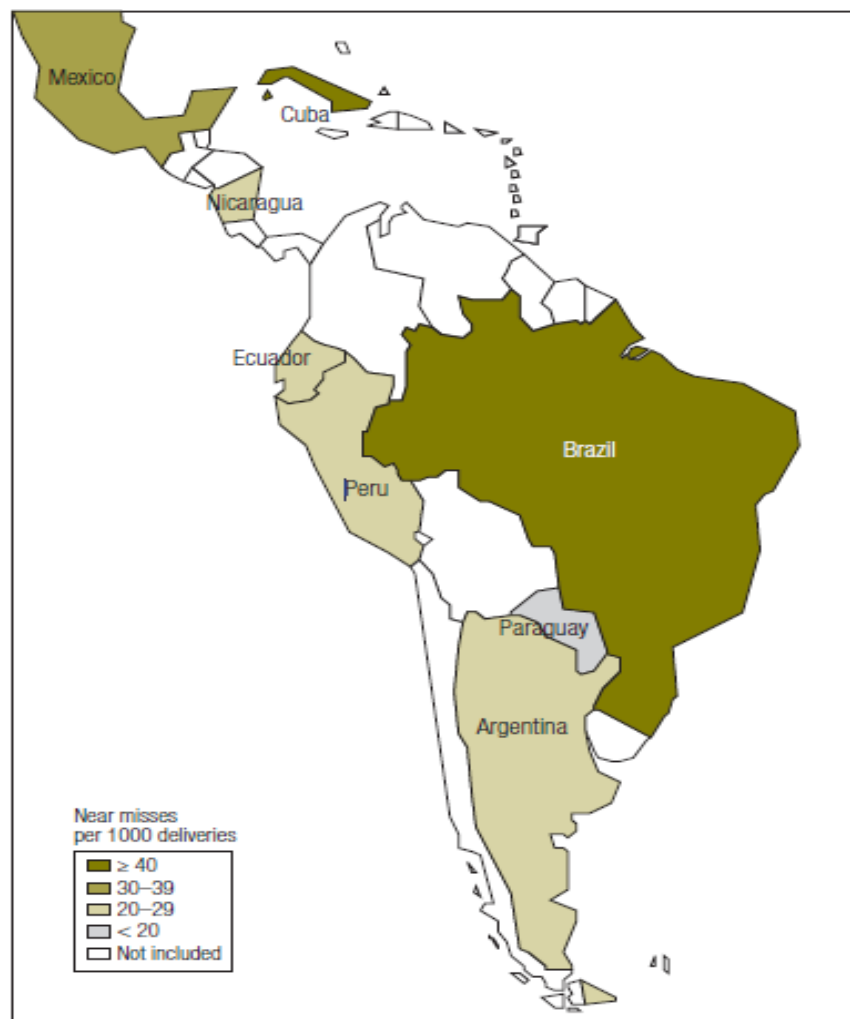 Mexico
Cuba
Nicaragua
Ecuador
Brazil
Peru
Paraguay
Argentina
Near misses
per 1000 deliveries
≥ 40
30–39
20–29
< 20
Not included